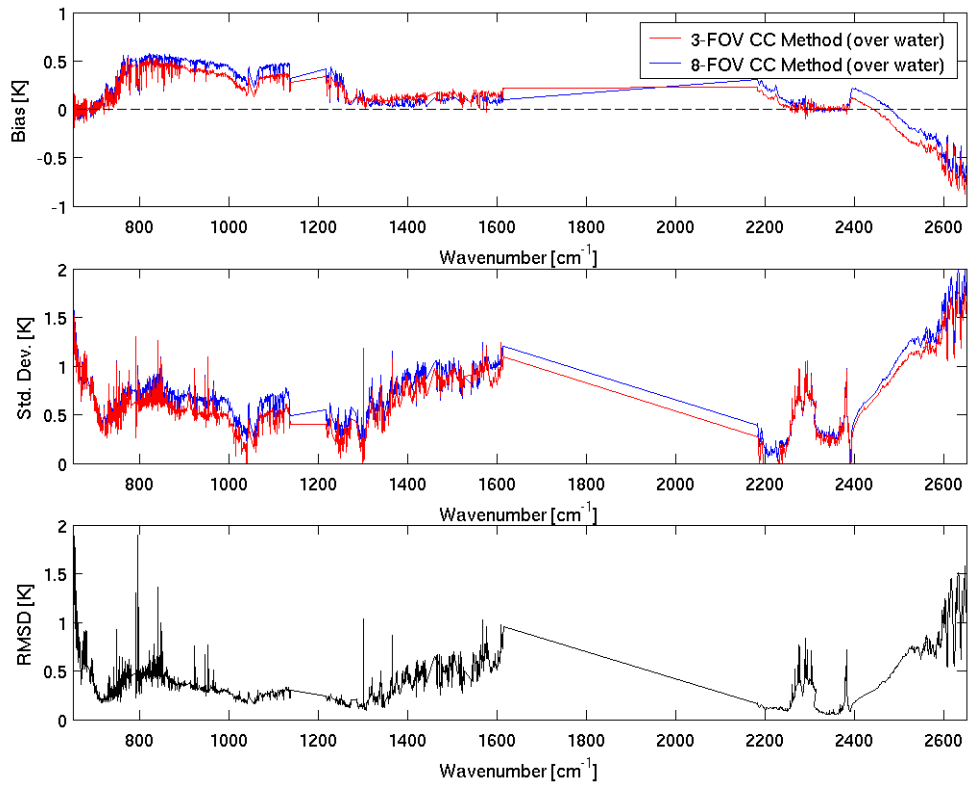 1
0.5
0
-0.5
-1
Bias [K]
3-FOV CC Method (over water)
8-FOV CC Method (over water)
800 1000 1200 1400 1600 1800 2000 2200 2400 2600
Wavenumber [cm-1]
2
1.5
1
0.5
0
Std. Dev. [K]
800 1000 1200 1400 1600 1800 2000 2200 2400 2600
Wavenumber [cm-1]
2
1.5
1
0.5
0
RMSD [K]
800 1000 1200 1400 1600 1800 2000 2200 2400 2600
Wavenumber [cm-1]